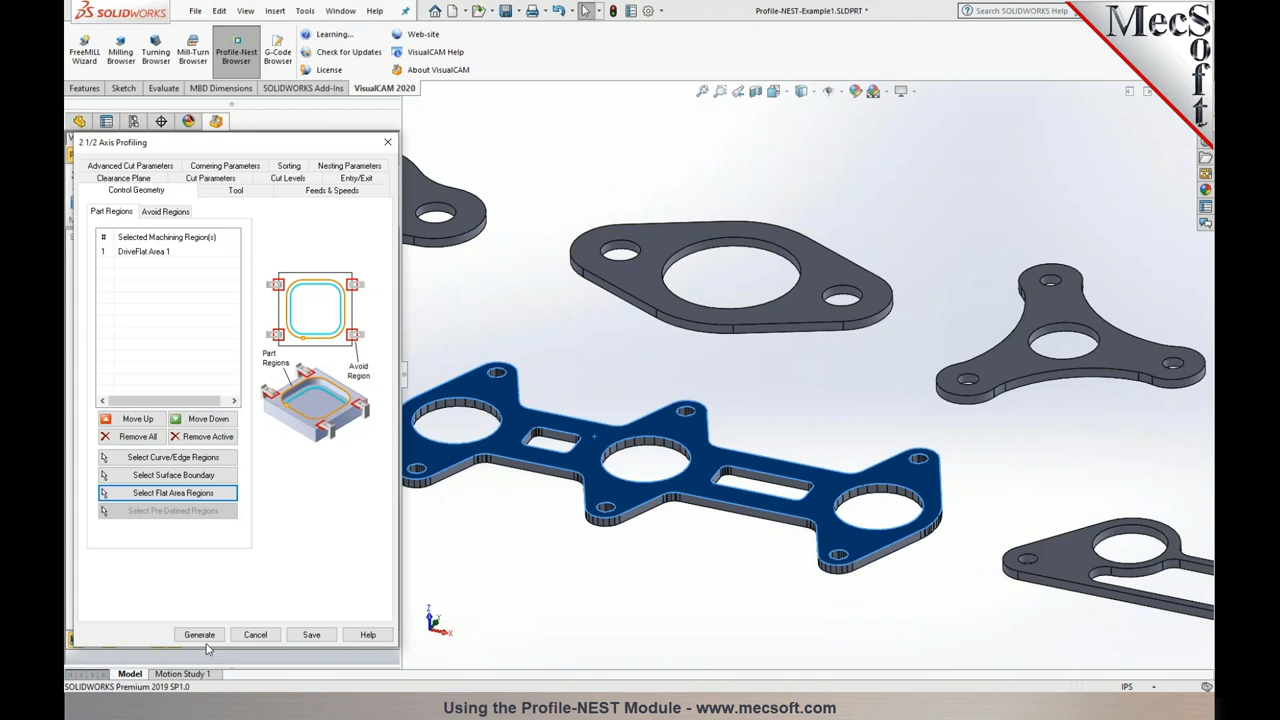 SOLIDWORKS
File Edit View Insert Tools Window Help
Profile-NEST-Example1.SLDPRT *
Search SOLIDWORKS Help
MecSoft
FreeMILL Wizard
Milling Browser
Turning Browser
Mill-Turn Browser
Profile-Nest Browser
G-Code Browser
Learning...
Check for Updates
License
Web-site
VisualCAM Help
About VisualCAM
Features Sketch Evaluate MBD Dimensions SOLIDWORKS Add-Ins VisualCAM 2020
2 1/2 Axis Profiling
Advanced Cut Parameters Cornering Parameters Sorting Nesting Parameters
Clearance Plane Cut Parameters Cut Levels Entry/Exit
Control Geometry Tool Feeds & Speeds
Part Regions Avoid Regions
# Selected Machining Region(s)
1 DriveFlat Area 1
Part Regions
Avoid Region
Move Up Move Down
Remove All Remove Active
Select Curve/Edge Regions
Select Surface Boundary
Select Flat Area Regions
Select Pre-Defined Regions
Generate Cancel Save Help
Z
Y
X
Model Motion Study 1
SOLIDWORKS Premium 2019 SP1.0
IPS
Using the Profile-NEST Module - www.mecsoft.com